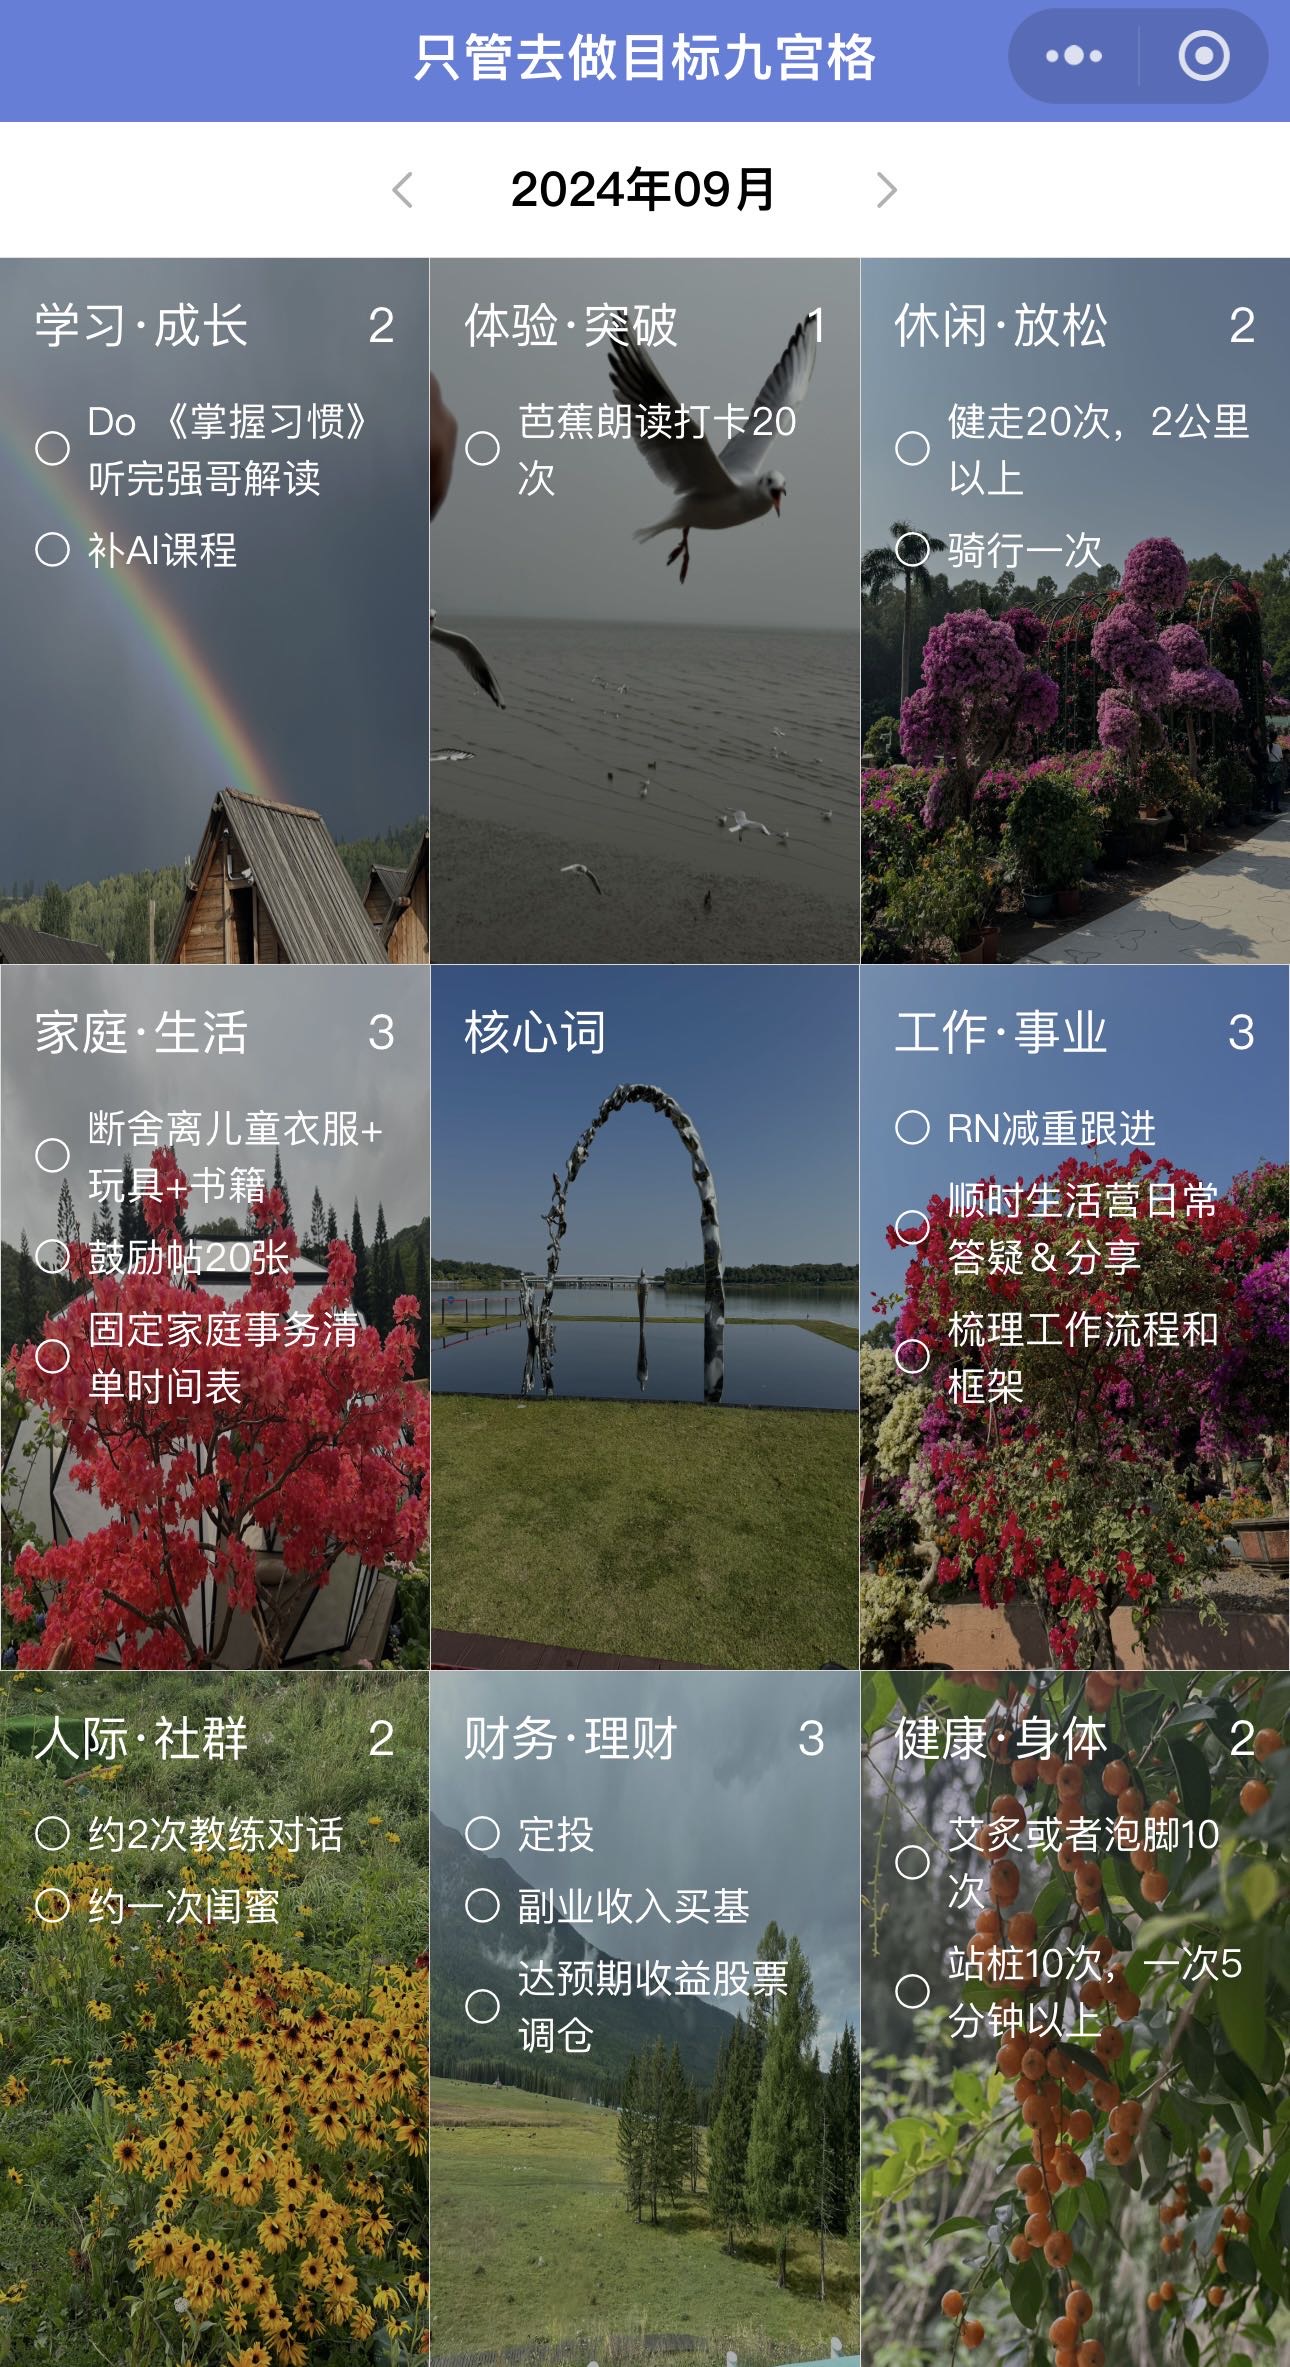 只管去做目标九宫格
2024年09月
学习·成长 2
Do 《掌握习惯》
听完强哥解读
补AI课程
体验·突破 1
芭蕉朗读打卡20
次
休闲·放松 2
健走20次，2公里
以上
骑行一次
家庭·生活 3
断舍离儿童衣服+
玩具+书籍
鼓励帖20张
固定家庭事务清
单时间表
核心词
工作·事业 3
RN减重跟进
顺时生活营日常
答疑＆分享
梳理工作流程和
框架
人际·社群 2
约2次教练对话
约一次闺蜜
财务·理财 3
定投
副业收入买基
达预期收益股票
调仓
健康·身体 2
艾炙或者泡脚10
次
站桩10次，一次5
分钟以上